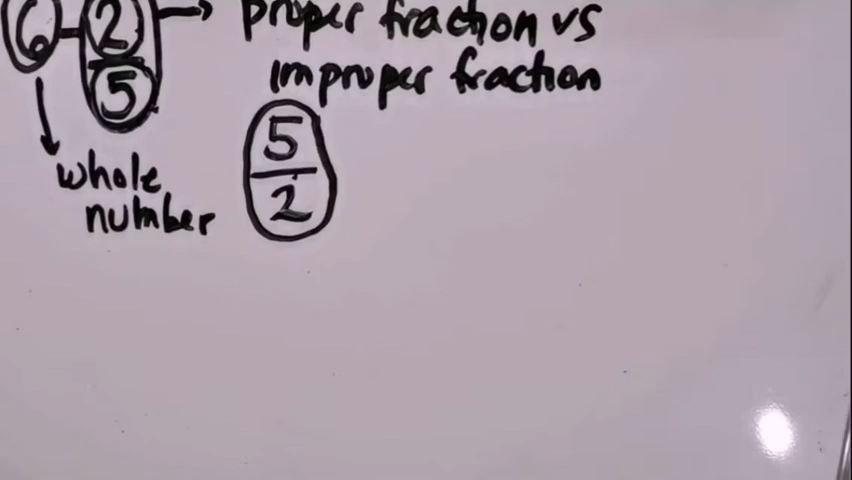 6 2/5 → proper fraction vs
improper fraction
whole
number
5/2